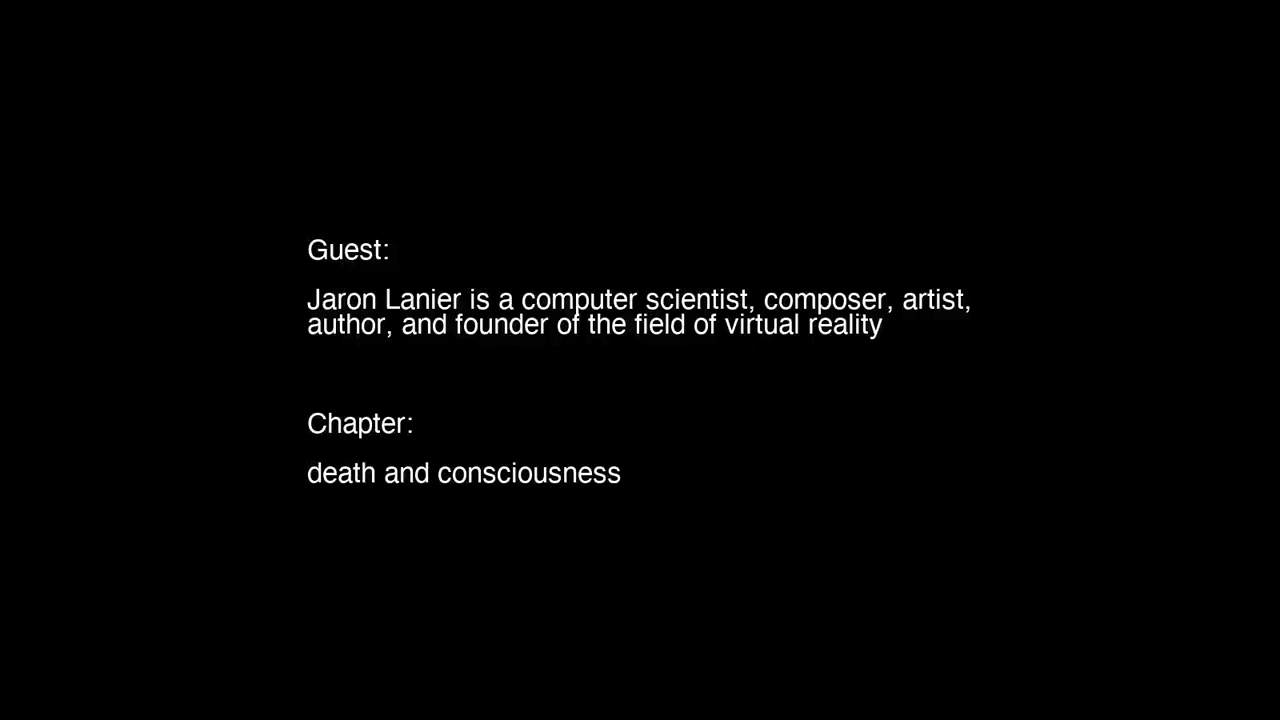 Guest:
Jaron Lanier is a computer scientist, composer, artist,
author, and founder of the field of virtual reality
Chapter:
death and consciousness